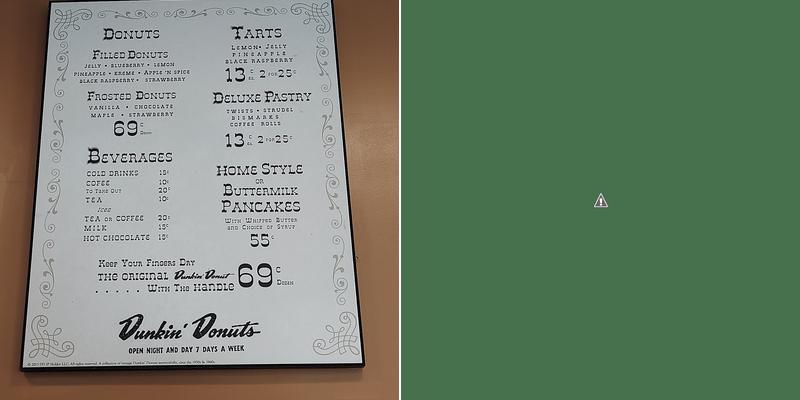 DONUTS
FILLED DONUTS
JELLY • BLUEBERRY • LEMON
PINEAPPLE • KREME • APPLE 'N SPICE
BLACK RASPBERRY • STRAWBERRY
FROSTED DONUTS
VANILLA • CHOCOLATE
MAPLE • STRAWBERRY
69¢ DOZEN
BEVERAGES
COLD DRINKS 15¢
COFEE 10¢
TO TAKE OUT 20¢
TEA 10¢
ICED
TEA OR COFFEE 20¢
MILK 15¢
HOT CHOCOLATE 15¢
TARTS
LEMON • JELLY
PINEAPPLE
BLACK RASPBERRY
13¢ EA. 2 FOR 25¢
DELUXE PASTRY
TWISTS • STRUDEL
BISMARKS
COFFEE ROLLS
13¢ EA. 2 FOR 25¢
HOME STYLE
OR
BUTTERMILK
PANCAKES
WITH WHIPPED BUTTER
AND CHOICE OF SYRUP
55¢
KEEP YOUR FINGERS DRY
THE ORIGINAL Dunkin' Donut
. . . . . WITH THE HANDLE
69¢ DOZEN
Dunkin' Donuts
OPEN NIGHT AND DAY 7 DAYS A WEEK